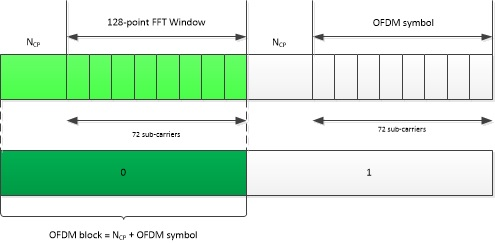 128-point FFT Window
OFDM symbol
NCP
NCP
72 sub-carriers
72 sub-carriers
0
1
OFDM block = NCP + OFDM symbol